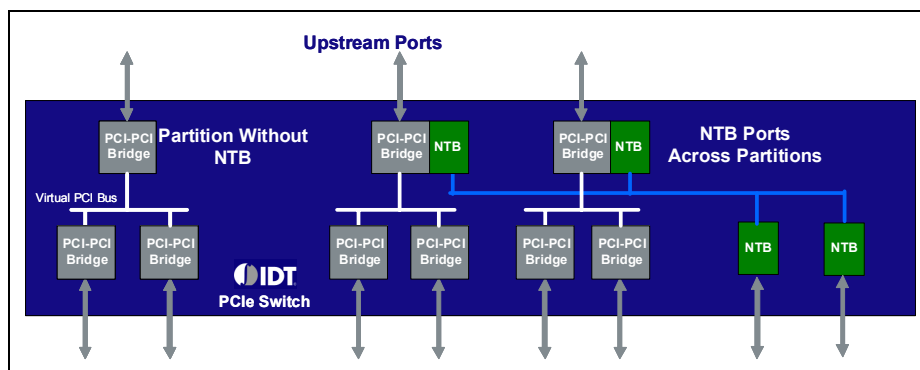 Upstream Ports
PCI-PCI
Bridge
Partition Without
NTB
PCI-PCI
Bridge
NTB
PCI-PCI
Bridge
NTB
NTB Ports
Across Partitions
Virtual PCI Bus
PCI-PCI
Bridge
PCI-PCI
Bridge
PCI-PCI
Bridge
PCI-PCI
Bridge
PCI-PCI
Bridge
PCI-PCI
Bridge
NTB
NTB
IDT
PCIe Switch